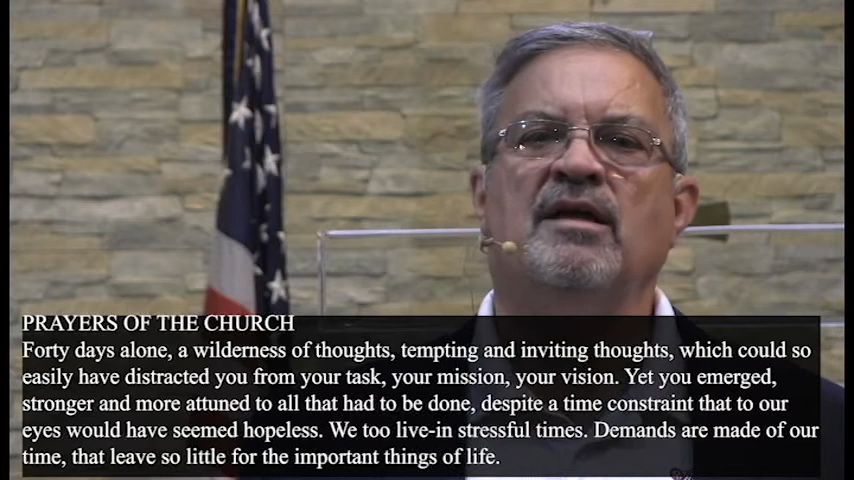 PRAYERS OF THE CHURCH
Forty days alone, a wilderness of thoughts, tempting and inviting thoughts, which could so
easily have distracted you from your task, your mission, your vision. Yet you emerged,
stronger and more attuned to all that had to be done, despite a time constraint that to our
eyes would have seemed hopeless. We too live-in stressful times. Demands are made of our
time, that leave so little for the important things of life.